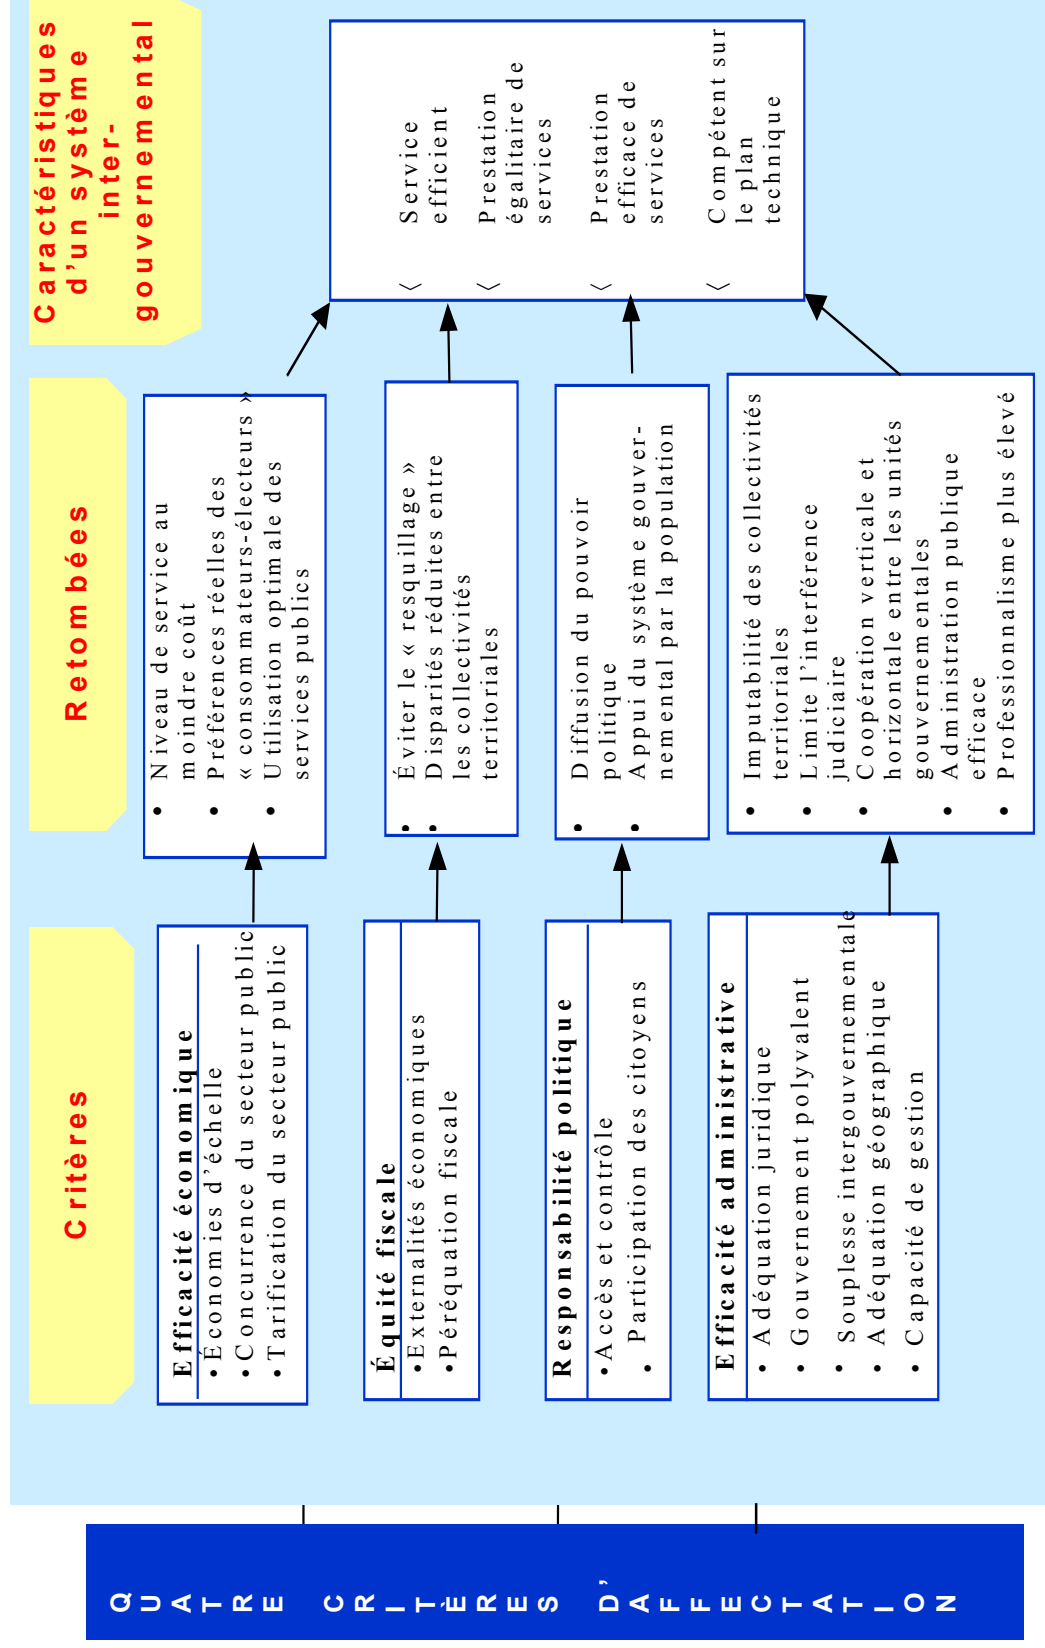 QUATRE CRITÈRES D'AFFECTATION
Critères
Efficacité économique
•Économies d'échelle
•Concurrence du secteur public
•Tarification du secteur public
Équité fiscale
•Externalités économiques
•Péréquation fiscale
Responsabilité politique
•Accès et contrôle
• Participation des citoyens
Efficacité administrative
• Adéquation juridique
• Gouvernement polyvalent
• Souplesse intergouvernementale
• Adéquation géographique
• Capacité de gestion
Retombées
• Niveau de service au
moindre coût
• Préférences réelles des
« consommateurs-électeurs »
• Utilisation optimale des
services publics
• Éviter le « resquillage »
• Disparités réduites entre
les collectivités
territoriales
• Diffusion du pouvoir
politique
• Appui du système gouver-
nemental par la population
• Imputabilité des collectivités
territoriales
• Limite l'interférence
judiciaire
• Coopération verticale et
horizontale entre les unités
gouvernementales
• Administration publique
efficace
• Professionnalisme plus élevé
Caractéristiques
d'un système
inter-
gouvernemental
〈 Service
efficient
〈 Prestation
égalitaire de
services
〈 Prestation
efficace de
services
〈 Compétent sur
le plan
technique